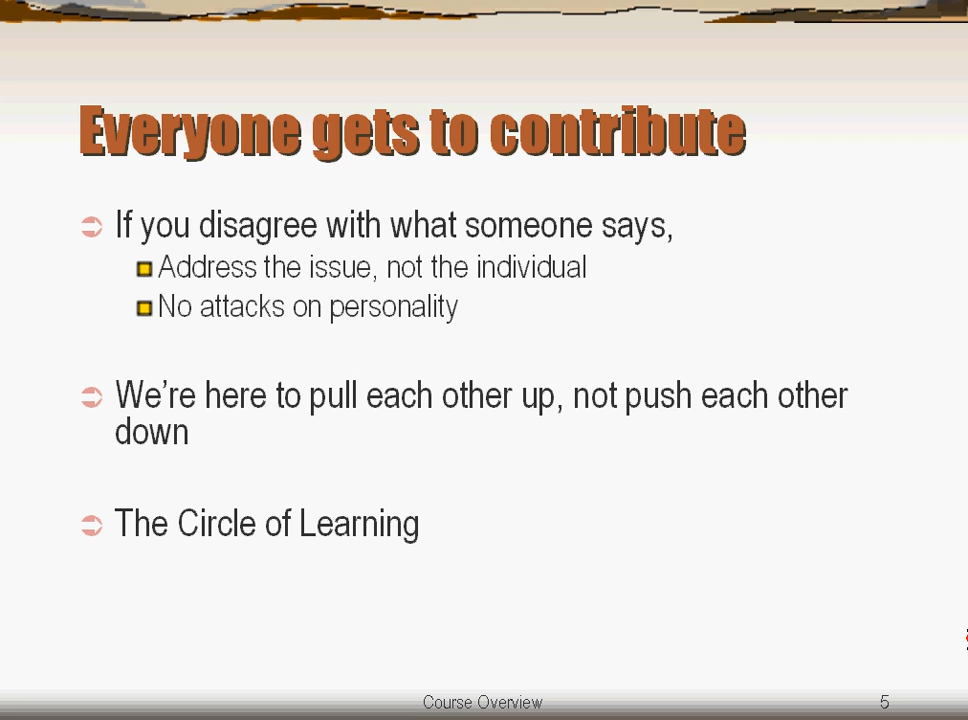 Everyone gets to contribute
If you disagree with what someone says,
Address the issue, not the individual
No attacks on personality
We’re here to pull each other up, not push each other
down
The Circle of Learning
Course Overview
5